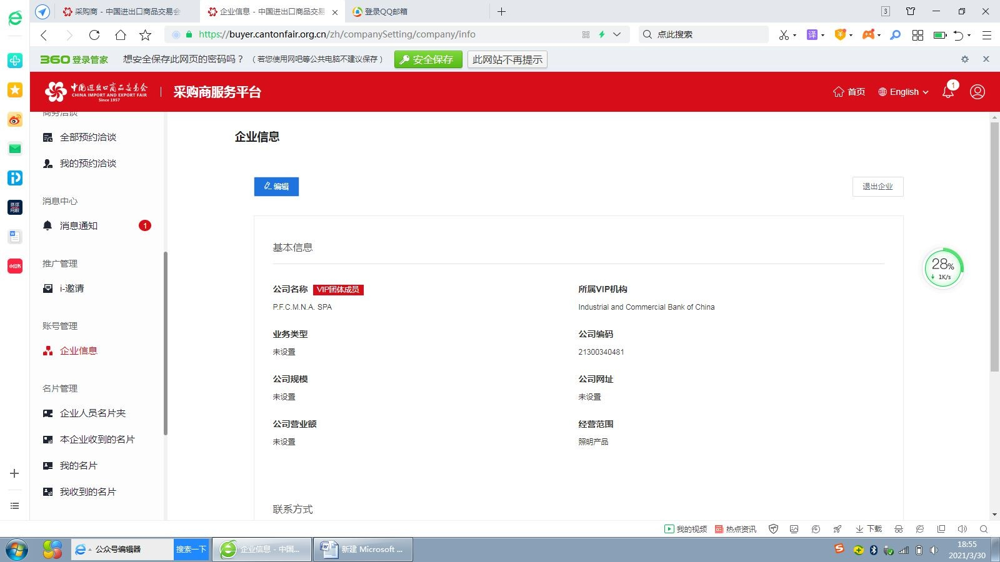 采购商 - 中国进出口商品交易会
企业信息 - 中国进出口商品交易
登录QQ邮箱
3
https://buyer.cantonfair.org.cn/zh/companySetting/company/info
点此搜索
译
360登录管家
想安全保存此网页的密码吗？
（若您使用网吧等公共电脑不建议保存）
安全保存
此网站不再提示
中国进出口商品交易会
CHINA IMPORT AND EXPORT FAIR
Since 1957
采购商服务平台
首页
English
1
商务洽谈
全部预约洽谈
我的预约洽谈
消息中心
消息通知
1
推广管理
i-邀请
账号管理
企业信息
名片管理
企业人员名片夹
本企业收到的名片
我的名片
我收到的名片
企业信息
编辑
退出企业
基本信息
公司名称 VIP团体成员
P.F.C.M.N.A. SPA
所属VIP机构
Industrial and Commercial Bank of China
业务类型
未设置
公司编码
21300340481
公司规模
未设置
公司网址
未设置
公司营业额
未设置
经营范围
照明产品
联系方式
28%
1K/s
环球
网校
小红书
我的视频
热点资讯
下载
公众号编辑器
搜索一下
企业信息 - 中国...
新建 Microsoft ...
18:55
2021/3/30